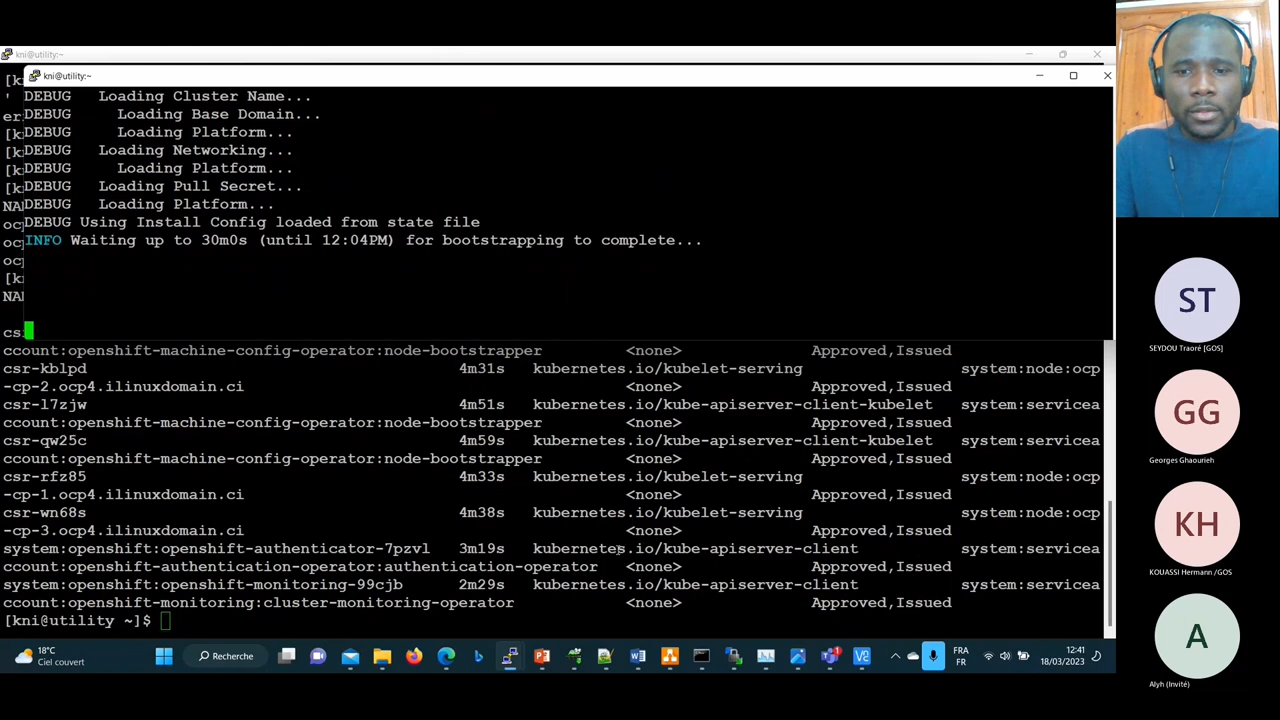 kni@utility:~
[k
kni@utility:~
DEBUG Loading Cluster Name...
' DEBUG Loading Base Domain...
er DEBUG Loading Platform...
[k DEBUG Loading Networking...
[k DEBUG Loading Platform...
[k DEBUG Loading Pull Secret...
NA DEBUG Loading Platform...
oc DEBUG Using Install Config loaded from state file
oc INFO Waiting up to 30m0s (until 12:04PM) for bootstrapping to complete...
oc
[k
NA
cs
ccount:openshift-machine-config-operator:node-bootstrapper <none> Approved,Issued
csr-kblpd 4m31s kubernetes.io/kubelet-serving system:node:ocp
-cp-2.ocp4.ilinuxdomain.ci <none> Approved,Issued
csr-l7zjw 4m51s kubernetes.io/kube-apiserver-client-kubelet system:servicea
ccount:openshift-machine-config-operator:node-bootstrapper <none> Approved,Issued
csr-qw25c 4m59s kubernetes.io/kube-apiserver-client-kubelet system:servicea
ccount:openshift-machine-config-operator:node-bootstrapper <none> Approved,Issued
csr-rfz85 4m33s kubernetes.io/kubelet-serving system:node:ocp
-cp-1.ocp4.ilinuxdomain.ci <none> Approved,Issued
csr-wn68s 4m38s kubernetes.io/kubelet-serving system:node:ocp
-cp-3.ocp4.ilinuxdomain.ci <none> Approved,Issued
system:openshift-authenticator-7pzvl 3m19s kubernetes.io/kube-apiserver-client system:servicea
ccount:openshift-authentication-operator:authentication-operator <none> Approved,Issued
system:openshift-monitoring-99cjb 2m29s kubernetes.io/kube-apiserver-client system:servicea
ccount:openshift-monitoring:cluster-monitoring-operator <none> Approved,Issued
[kni@utility ~]$
18°C
Ciel couvert
Recherche
1
FRA
FR
12:41
18/03/2023
ST
SEYDOU Traoré [GOS]
GG
Georges Ghaourieh
KH
KOUASSI Hermann /GOS
A
Alyh (Invité)